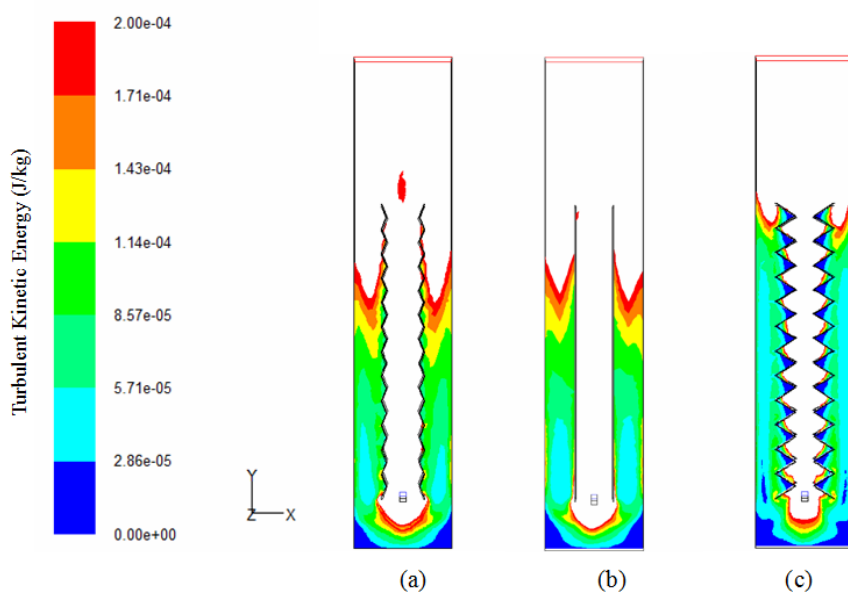 Turbulent Kinetic Energy (J/kg)
2.00e-04
1.71e-04
1.43e-04
1.14e-04
8.57e-05
5.71e-05
2.86e-05
0.00e+00
Y
Z X
(a) (b) (c)